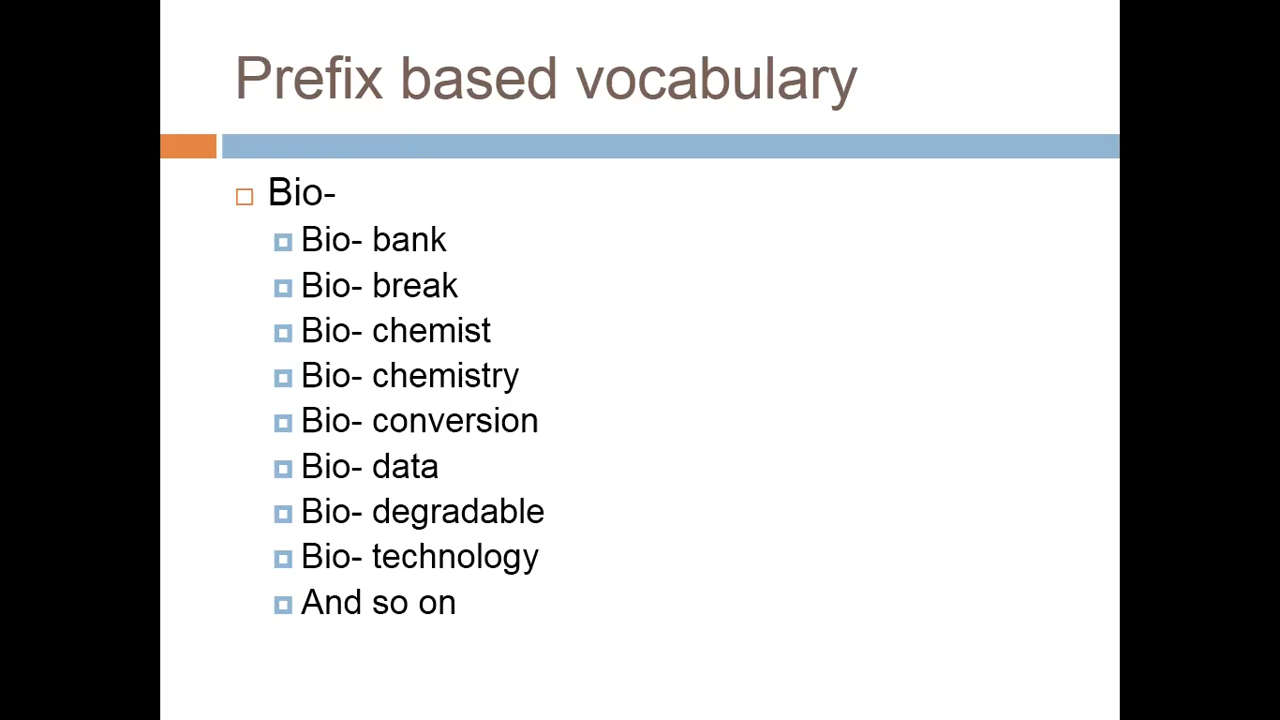 Prefix based vocabulary
Bio-
Bio- bank
Bio- break
Bio- chemist
Bio- chemistry
Bio- conversion
Bio- data
Bio- degradable
Bio- technology
And so on